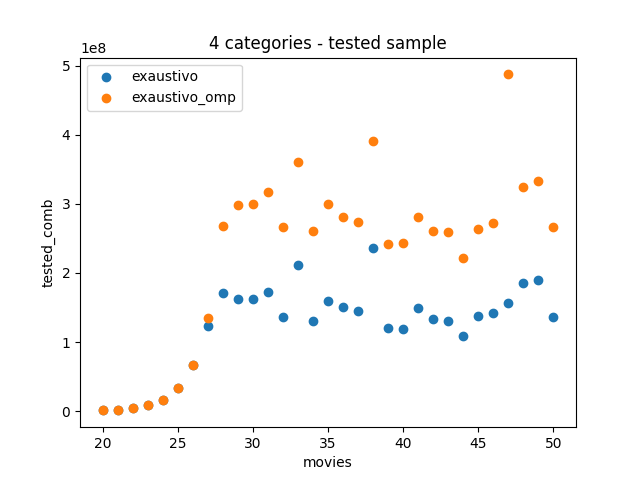 4 categories - tested sample
1e8
exaustivo
exaustivo_omp
5
4
3
2
1
0
tested_comb
20 25 30 35 40 45 50
movies